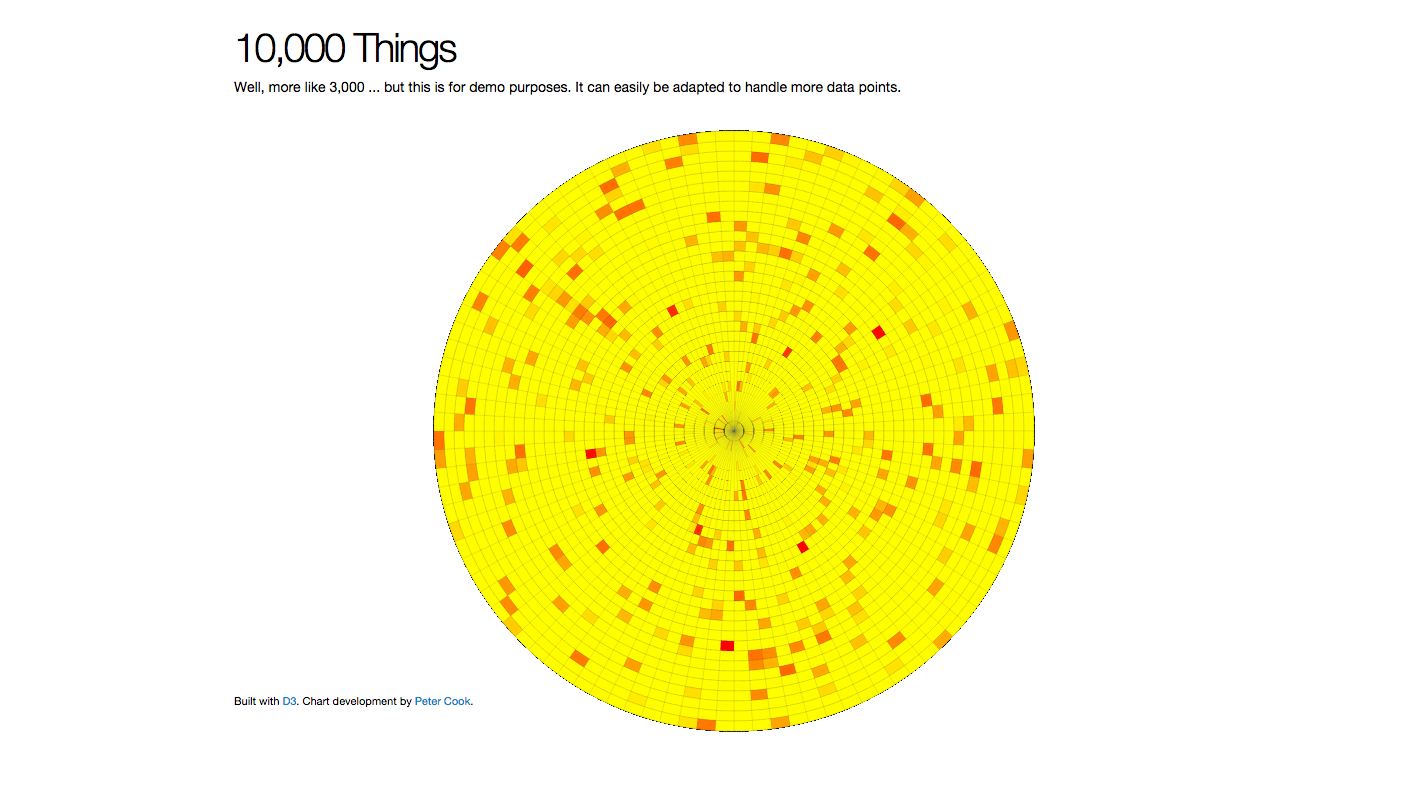 10,000 Things
Well, more like 3,000 ... but this is for demo purposes. It can easily be adapted to handle more data points.
Built with D3. Chart development by Peter Cook.